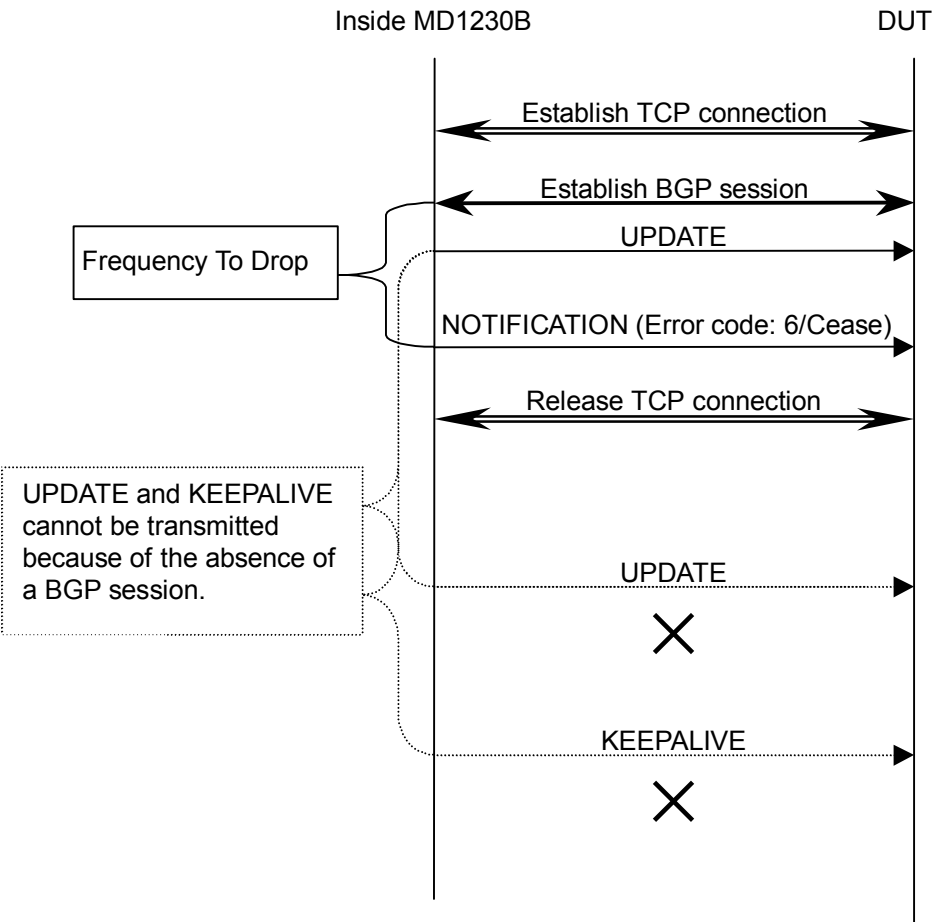 Inside MD1230B
DUT
Establish TCP connection
Establish BGP session
UPDATE
Frequency To Drop
NOTIFICATION (Error code: 6/Cease)
Release TCP connection
UPDATE and KEEPALIVE
cannot be transmitted
because of the absence of
a BGP session.
UPDATE
KEEPALIVE